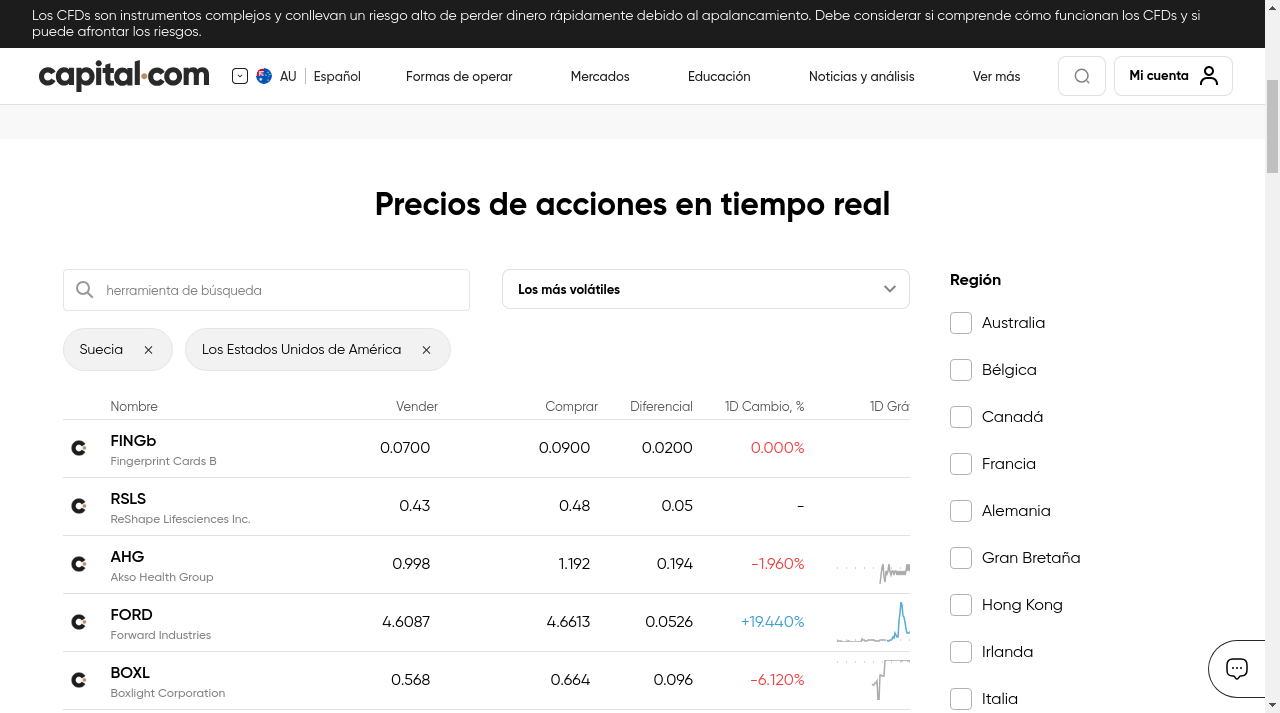 Los CFDs son instrumentos complejos y conllevan un riesgo alto de perder dinero rápidamente debido al apalancamiento. Debe considerar si comprende cómo funcionan los CFDs y si
puede afrontar los riesgos.
capital.com
AU
Español
Formas de operar
Mercados
Educación
Noticias y análisis
Ver más
Mi cuenta
Precios de acciones en tiempo real
herramienta de búsqueda
Los más volátiles
Suecia
Los Estados Unidos de América
Nombre Vender Comprar Diferencial 1D Cambio, % 1D Grá
FINGb 0.0700 0.0900 0.0200 0.000%
Fingerprint Cards B
RSLS 0.43 0.48 0.05 -
ReShape Lifesciences Inc.
AHG 0.998 1.192 0.194 -1.960%
Akso Health Group
FORD 4.6087 4.6613 0.0526 +19.440%
Forward Industries
BOXL 0.568 0.664 0.096 -6.120%
Boxlight Corporation
Región
Australia
Bélgica
Canadá
Francia
Alemania
Gran Bretaña
Hong Kong
Irlanda
Italia